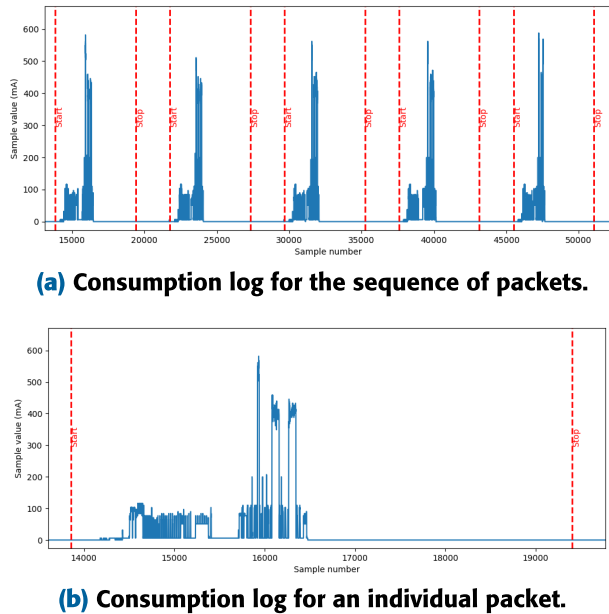 600
500
400
300
200
100
0
Sample value (mA)
Start
Stop
Start
Stop
Start
Stop
Start
Stop
Start
Stop
15000 20000 25000 30000 35000 40000 45000 50000
Sample number
(a) Consumption log for the sequence of packets.
600
500
400
300
200
100
0
Sample value (mA)
Start
Stop
14000 15000 16000 17000 18000 19000
Sample number
(b) Consumption log for an individual packet.